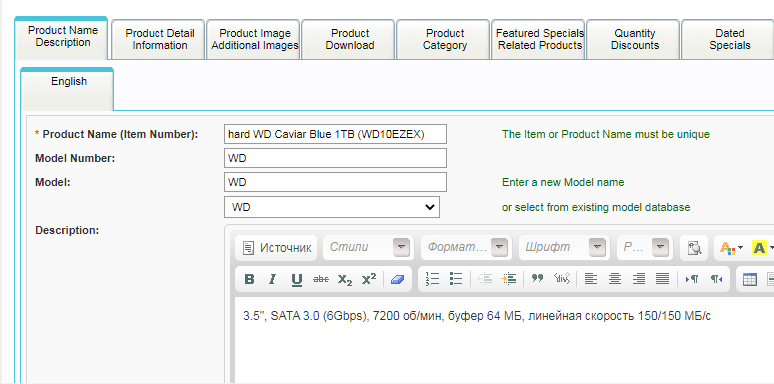 Product Name Description
Product Detail Information
Product Image Additional Images
Product Download
Product Category
Featured Specials Related Products
Quantity Discounts
Dated Specials
English
* Product Name (Item Number): hard WD Caviar Blue 1TB (WD10EZEX) The Item or Product Name must be unique
Model Number: WD
Model: WD Enter a new Model name
WD or select from existing model database
Description:
Источник Стили Формат... Шрифт Р... A A
B I U abc X2 X² 1 2 3 "div, ¶ ¶
3.5", SATA 3.0 (6Gbps), 7200 об/мин, буфер 64 МБ, линейная скорость 150/150 МБ/с